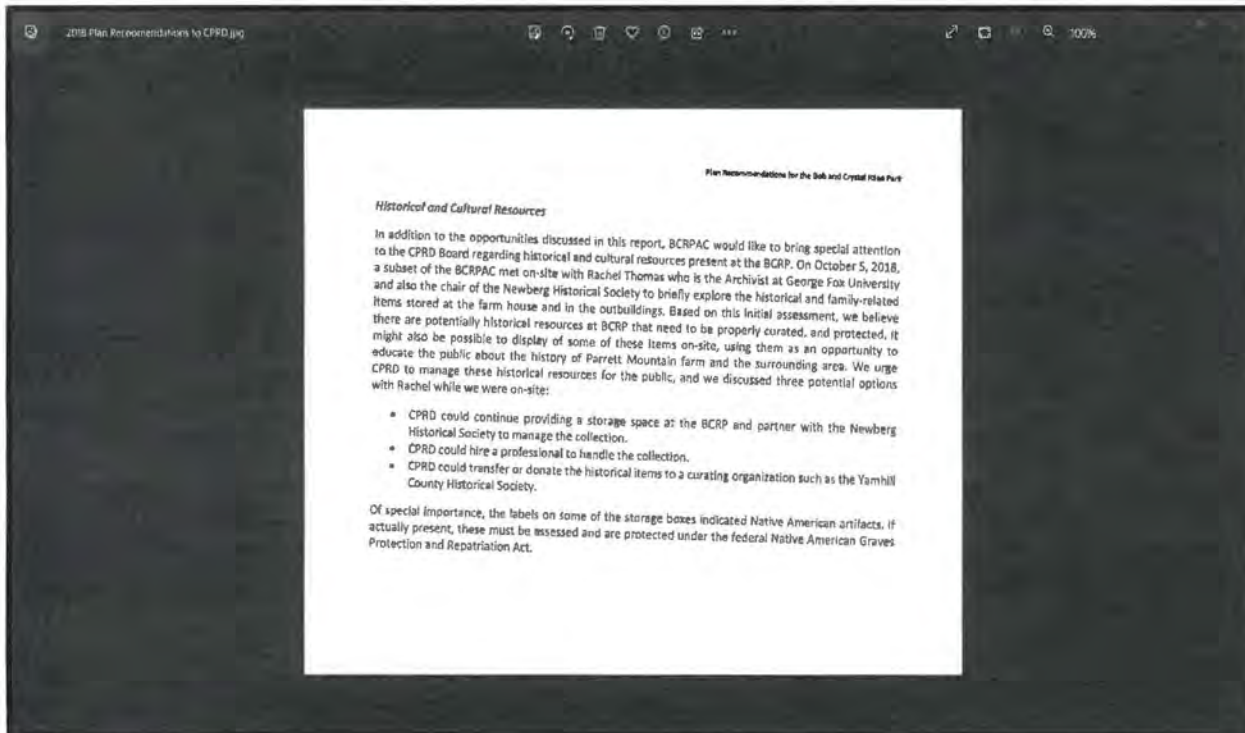 2018 Plan Recomendations to CPRD.jpg
100%
Plan Recommendations for the Bob and Crystal Rilee Park
Historical and Cultural Resources
In addition to the opportunities discussed in this report, BCRPAC would like to bring special attention
to the CPRD Board regarding historical and cultural resources present at the BCRP. On October 5, 2018,
a subset of the BCRPAC met on-site with Rachel Thomas who is the Archivist at George Fox University
and also the chair of the Newberg Historical Society to briefly explore the historical and family-related
items stored at the farm house and in the outbuildings. Based on this initial assessment, we believe
there are potentially historical resources at BCRP that need to be properly curated, and protected. It
might also be possible to display of some of these items on-site, using them as an opportunity to
educate the public about the history of Parrett Mountain farm and the surrounding area. We urge
CPRD to manage these historical resources for the public, and we discussed three potential options
with Rachel while we were on-site:
• CPRD could continue providing a storage space at the BCRP and partner with the Newberg
Historical Society to manage the collection.
• CPRD could hire a professional to handle the collection.
• CPRD could transfer or donate the historical items to a curating organization such as the Yamhill
County Historical Society.
Of special importance, the labels on some of the storage boxes indicated Native American artifacts. If
actually present, these must be assessed and are protected under the federal Native American Graves
Protection and Repatriation Act.